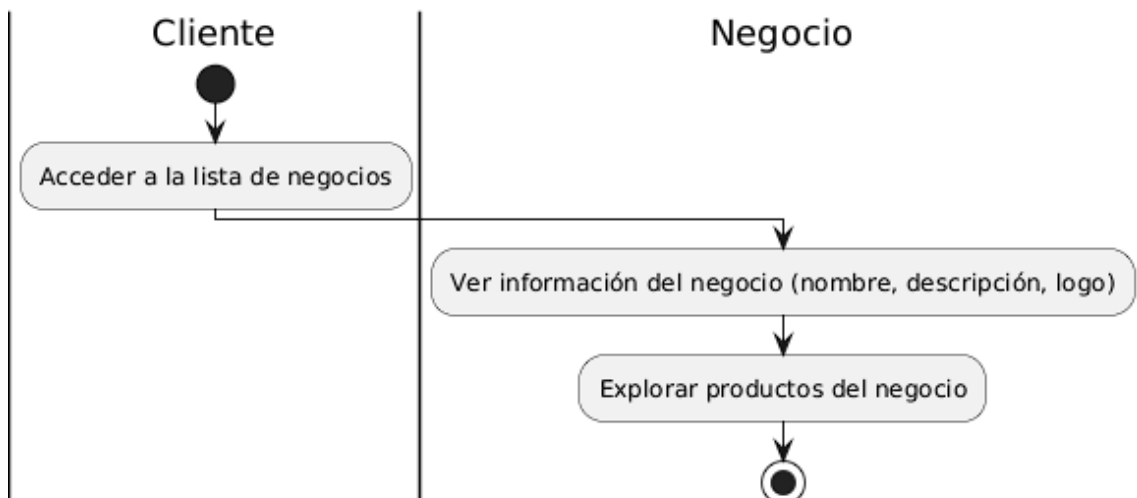 Cliente
Negocio
Acceder a la lista de negocios
Ver información del negocio (nombre, descripción, logo)
Explorar productos del negocio